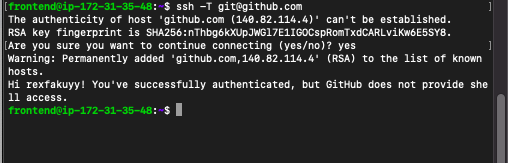 [frontend@ip-172-31-35-48:~$ ssh -T git@github.com ]
The authenticity of host 'github.com (140.82.114.4)' can't be established.
RSA key fingerprint is SHA256:nThbg6kXUpJWGl7E1IGOCspRomTxdCARLviKw6E5SY8.
[Are you sure you want to continue connecting (yes/no)? yes ]
Warning: Permanently added 'github.com,140.82.114.4' (RSA) to the list of known
hosts.
Hi rexfakuyy! You've successfully authenticated, but GitHub does not provide she
ll access.
frontend@ip-172-31-35-48:~$